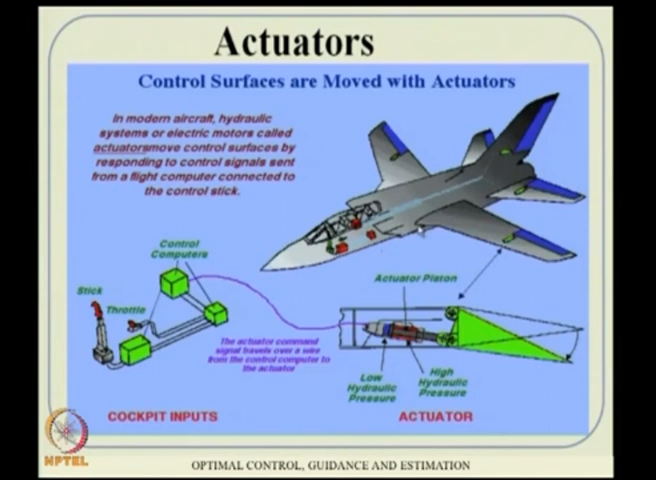 Actuators
Control Surfaces are Moved with Actuators
In modern aircraft, hydraulic
systems or electric motors called
actuatorsmove control surfaces by
responding to control signals sent
from a flight computer connected to
the control stick.
Control
Computers
Stick
Throttle
Actuator Piston
The actuator command
signal travels over a wire
from the control computer to
the actuator
Low
Hydraulic
Pressure
High
Hydraulic
Pressure
COCKPIT INPUTS
ACTUATOR
NPTEL
OPTIMAL CONTROL, GUIDANCE AND ESTIMATION